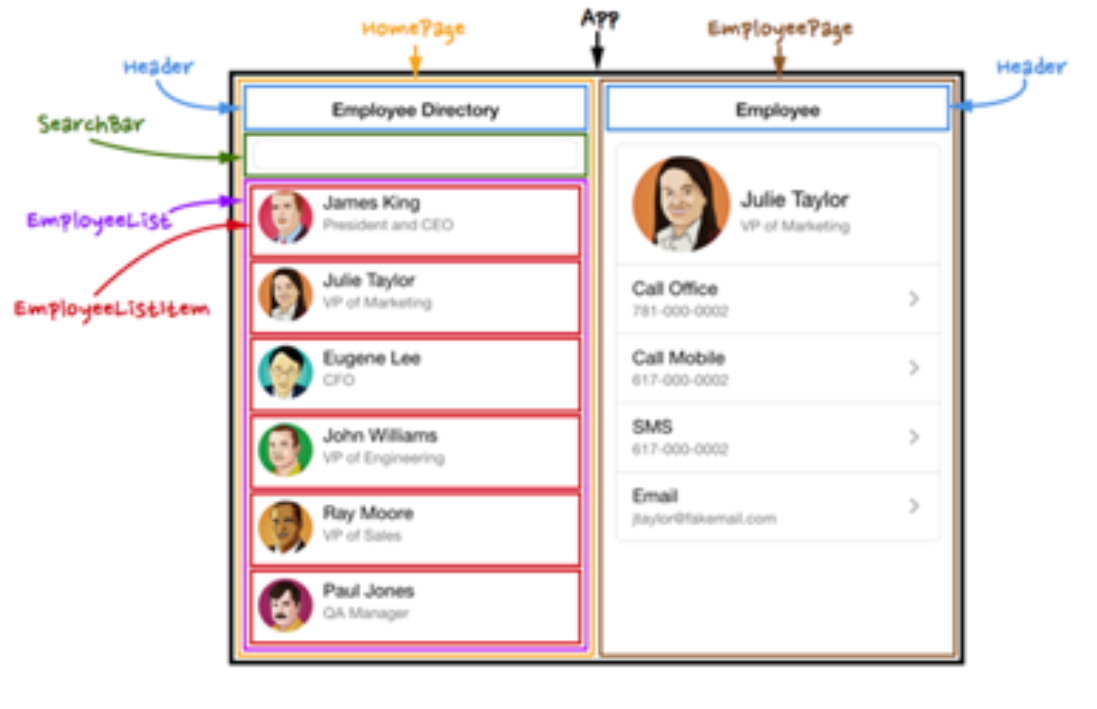 App
HomePage
EmployeePage
Header
Header
SearchBar
EmployeeList
EmployeeListItem
Employee Directory
James King
President and CEO
Julie Taylor
VP of Marketing
Eugene Lee
CFO
John Williams
VP of Engineering
Ray Moore
VP of Sales
Paul Jones
QA Manager
Employee
Julie Taylor
VP of Marketing
Call Office
781-000-0002
Call Mobile
617-000-0002
SMS
617-000-0002
Email
jtaylor@fakemail.com